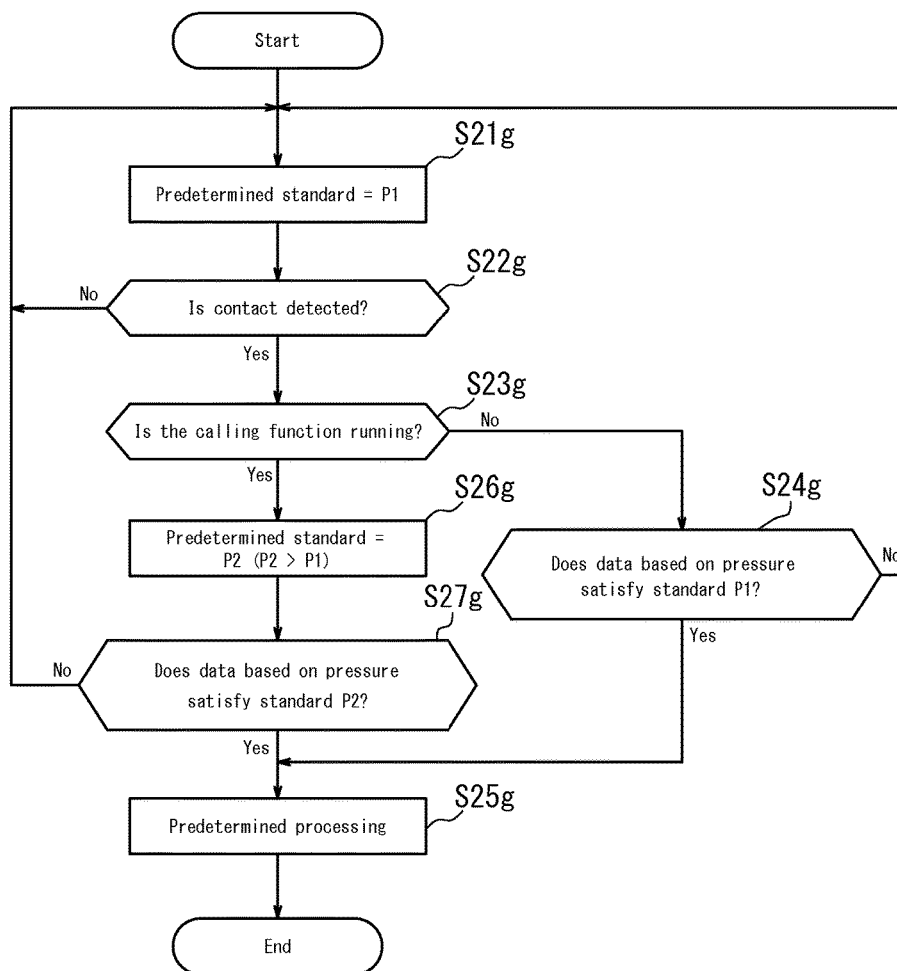 Start
S21g
Predetermined standard = P1
S22g
No
Is contact detected?
Yes
S23g
Is the calling function running?
No
Yes
S26g
Predetermined standard =
P2 (P2 > P1)
S24g
Does data based on pressure
satisfy standard P1?
No
Yes
S27g
No
Does data based on pressure
satisfy standard P2?
Yes
S25g
Predetermined processing
End